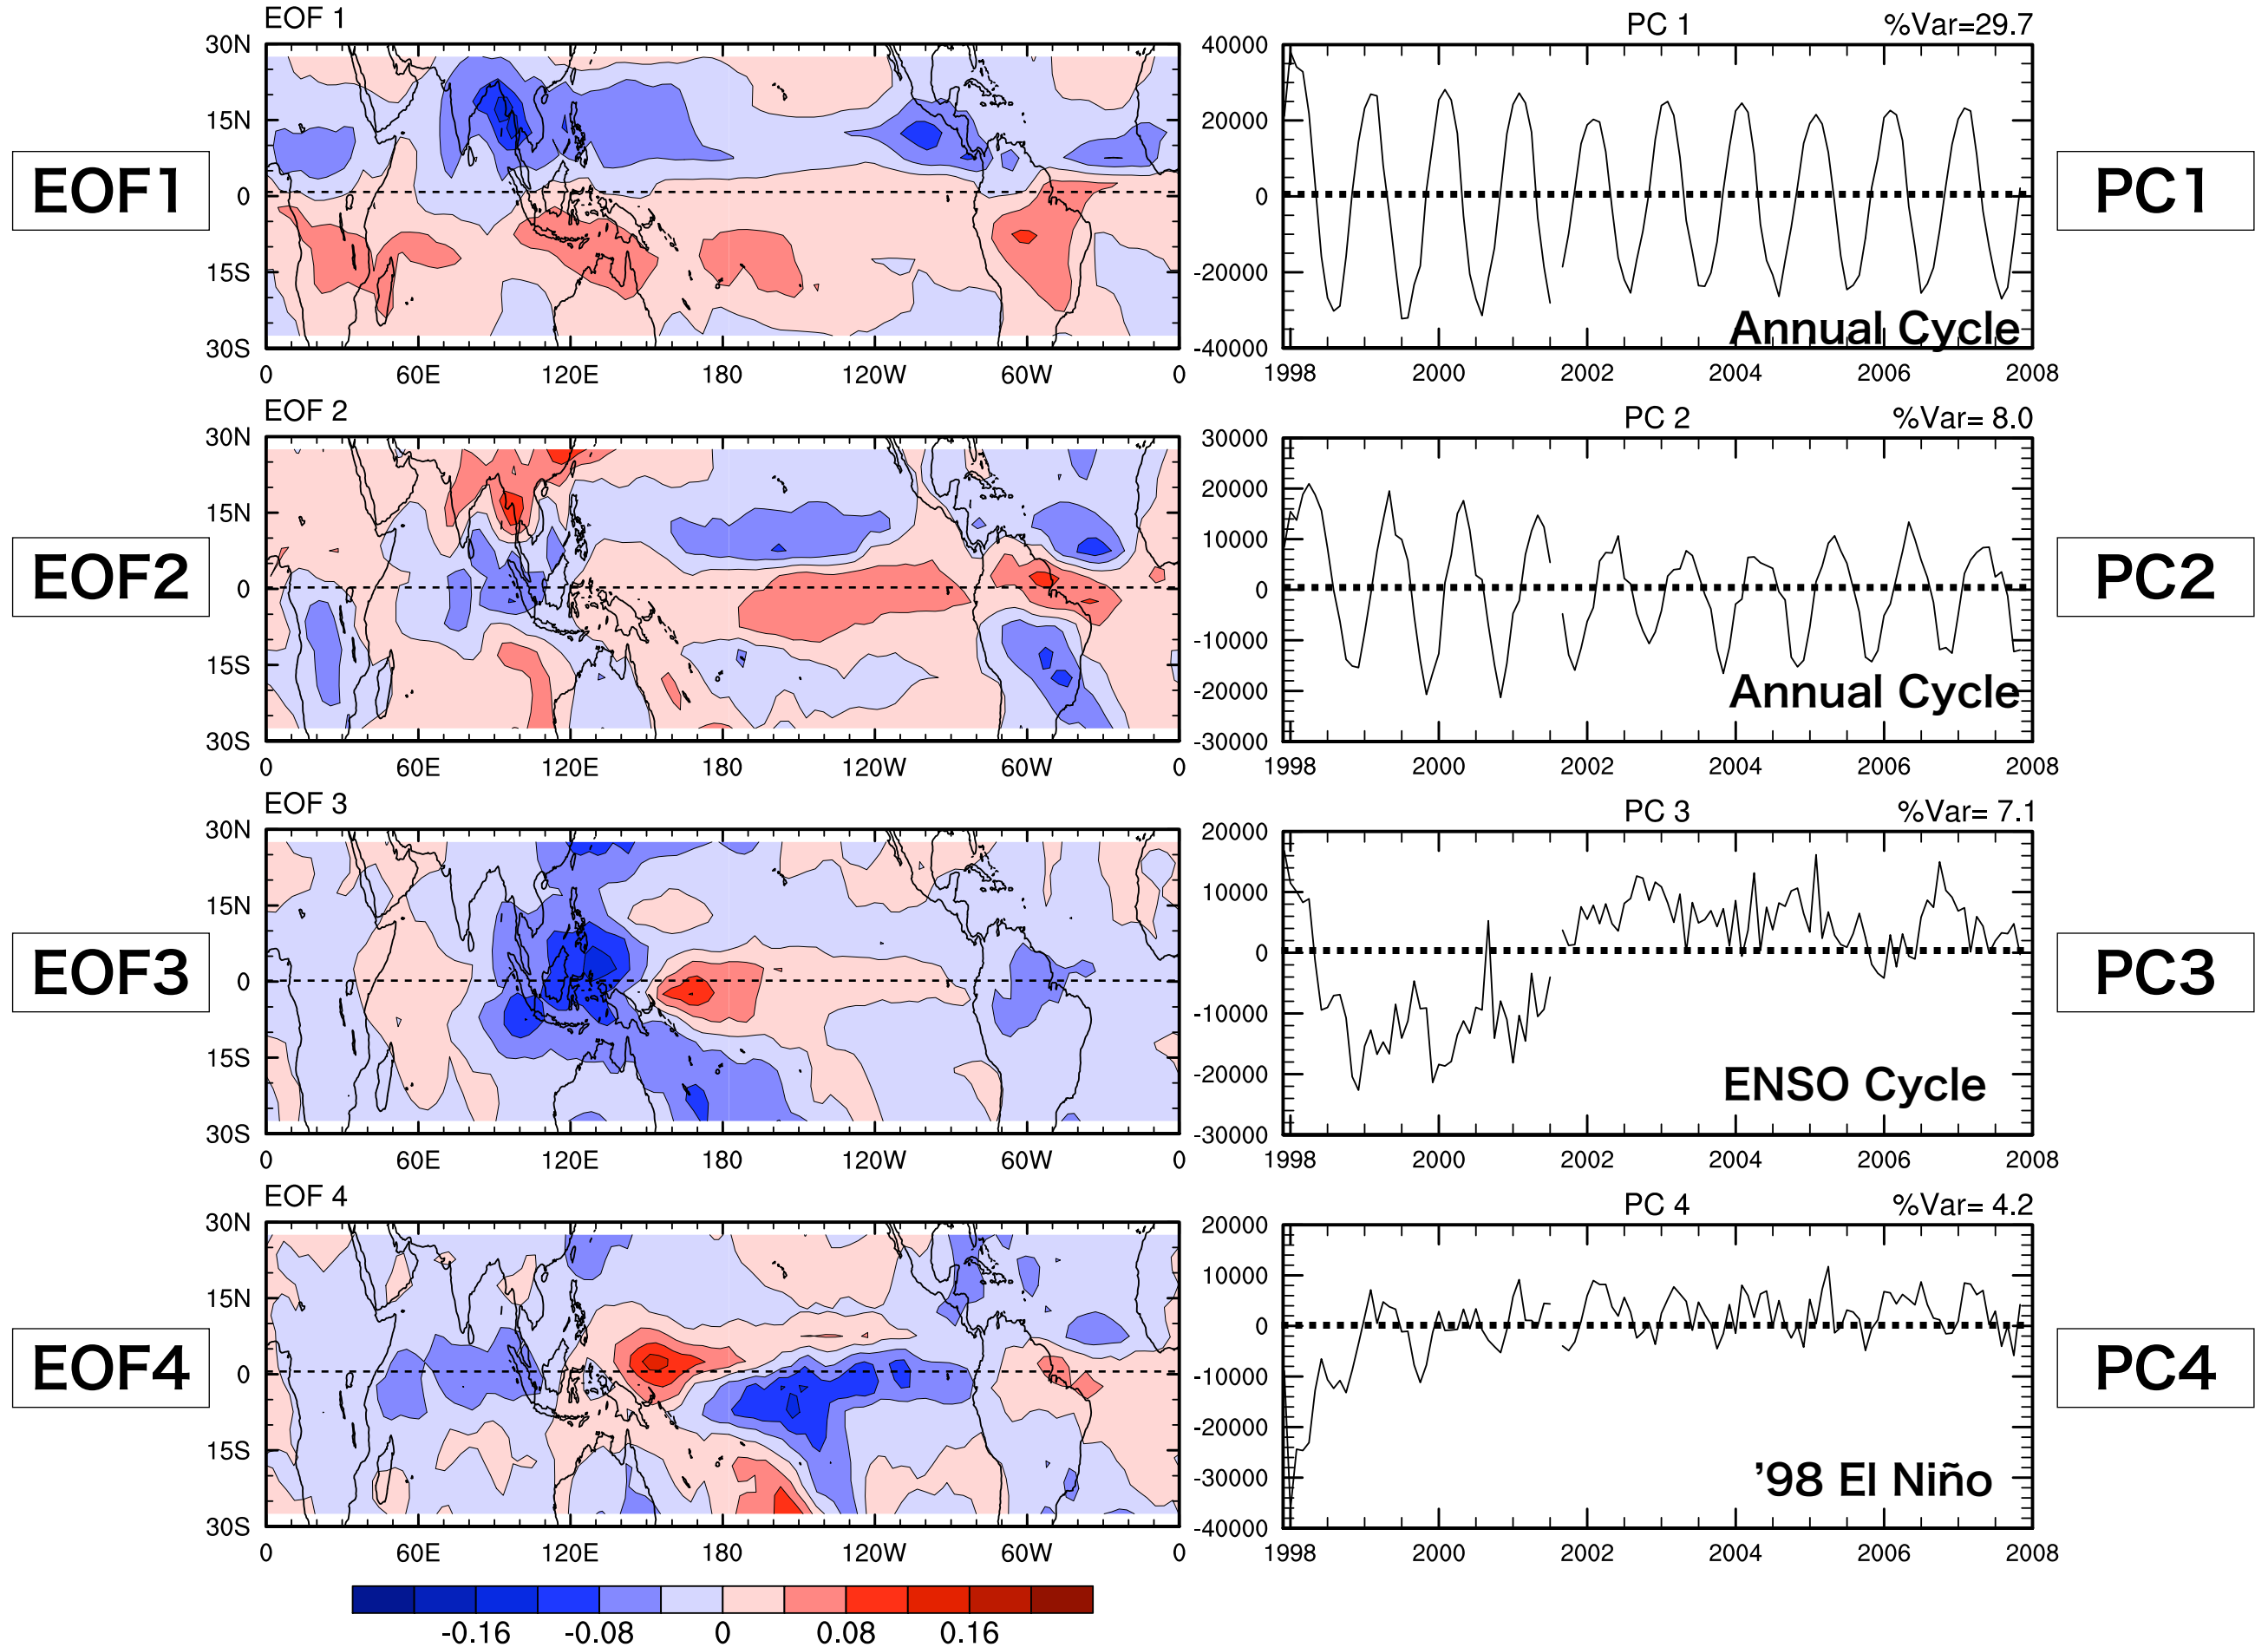 EOF 1
PC 1 %Var=29.7
30N
15N
0
15S
30S
0 60E 120E 180 120W 60W 0
EOF1
40000
20000
0
-20000
-40000
1998 2000 2002 2004 2006 2008
Annual Cycle
PC1
EOF 2
PC 2 %Var= 8.0
30N
15N
0
15S
30S
0 60E 120E 180 120W 60W 0
EOF2
30000
20000
10000
0
-10000
-20000
-30000
1998 2000 2002 2004 2006 2008
Annual Cycle
PC2
EOF 3
PC 3 %Var= 7.1
30N
15N
0
15S
30S
0 60E 120E 180 120W 60W 0
EOF3
20000
10000
0
-10000
-20000
-30000
1998 2000 2002 2004 2006 2008
ENSO Cycle
PC3
EOF 4
PC 4 %Var= 4.2
30N
15N
0
15S
30S
0 60E 120E 180 120W 60W 0
EOF4
20000
10000
0
-10000
-20000
-30000
-40000
1998 2000 2002 2004 2006 2008
’98 El Niño
PC4
-0.16 -0.08 0 0.08 0.16